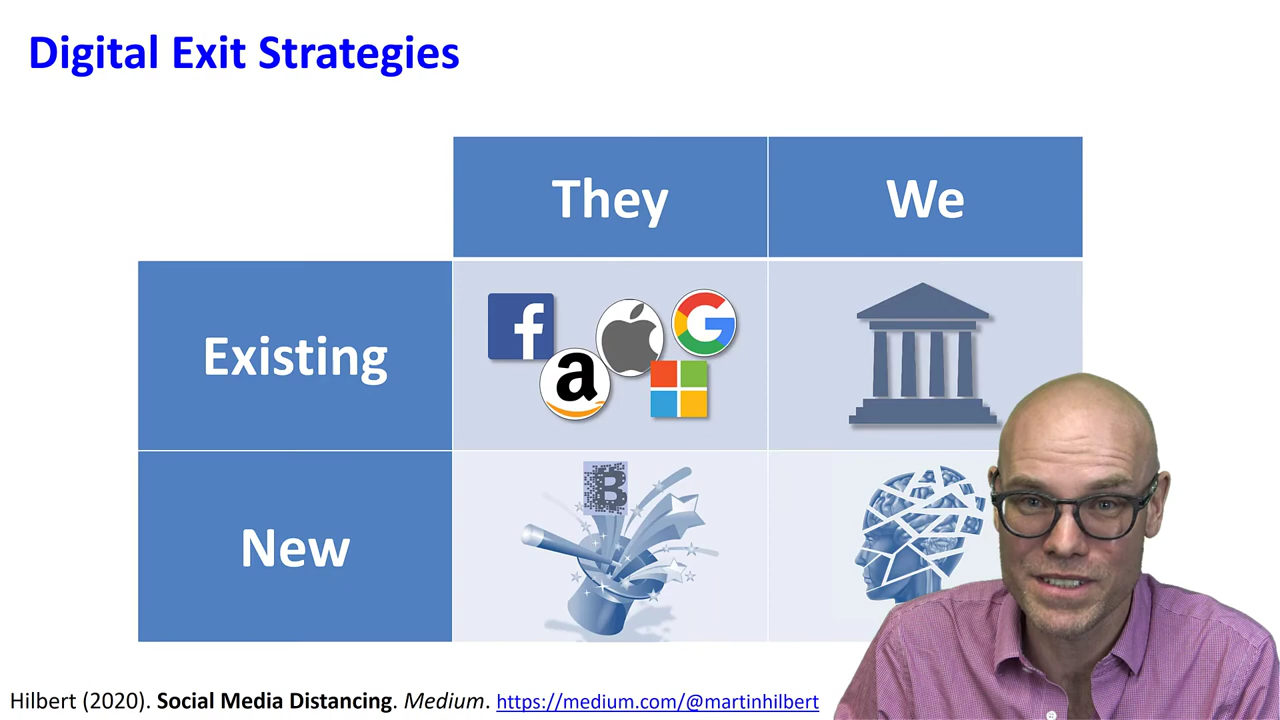 Digital Exit Strategies
They
We
Existing
New
Hilbert (2020). Social Media Distancing. Medium. https://medium.com/@martinhilbert